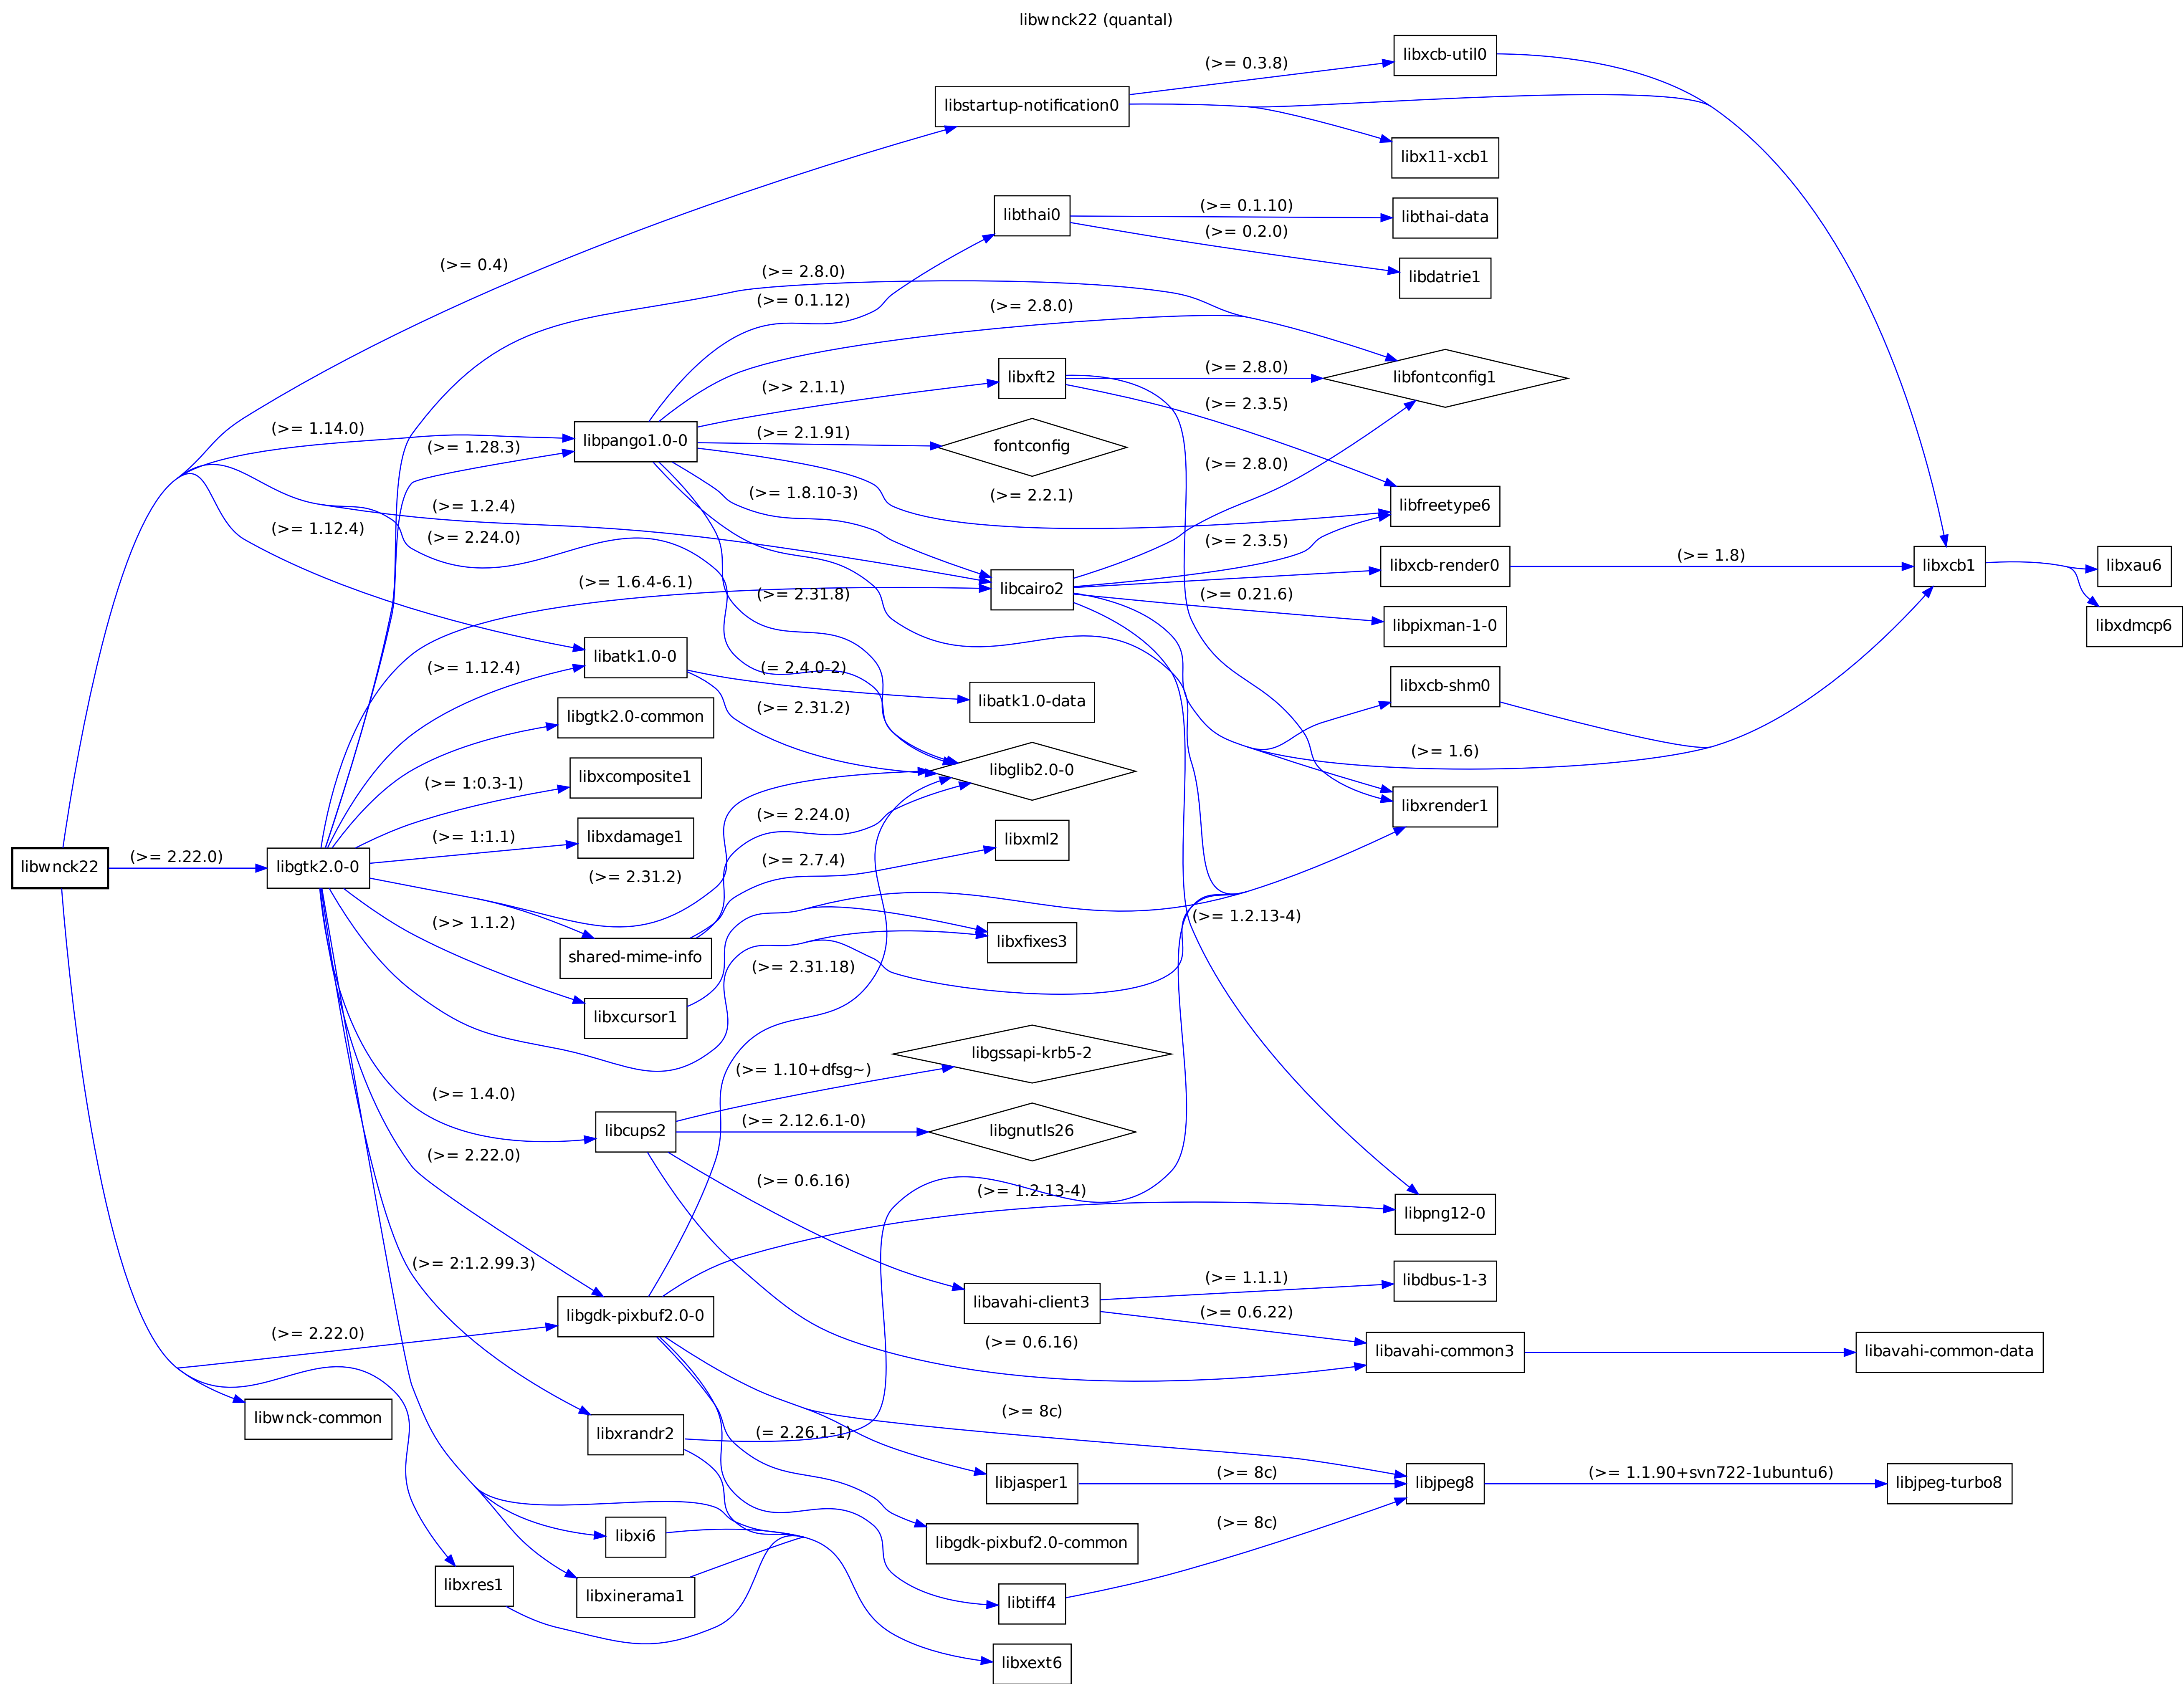 libwnck22 (quantal)
libxcb-util0
(>= 0.3.8)
libstartup-notification0
libx11-xcb1
(>= 0.1.10)
libthai0
libthai-data
(>= 0.2.0)
(>= 0.4)
(>= 2.8.0)
libdatrie1
(>= 0.1.12)
(>= 2.8.0)
(>= 2.8.0)
libxft2
libfontconfig1
(>> 2.1.1)
(>= 2.3.5)
(>= 1.14.0)
(>= 2.1.91)
libpango1.0-0
fontconfig
(>= 1.28.3)
(>= 2.8.0)
(>= 1.8.10-3)
(>= 2.2.1)
(>= 1.2.4)
libfreetype6
(>= 1.12.4)
(>= 2.24.0)
(>= 2.3.5)
(>= 1.8)
libxcb-render0
libxcb1
libxau6
(>= 1.6.4-6.1)
libcairo2
(>= 2.31.8)
(>= 0.21.6)
libpixman-1-0
libxdmcp6
libatk1.0-0
(>= 1.12.4)
(= 2.4.0-2)
libxcb-shm0
libatk1.0-data
(>= 2.31.2)
libgtk2.0-common
(>= 1.6)
libglib2.0-0
libxcomposite1
(>= 1:0.3-1)
libxrender1
(>= 2.24.0)
(>= 1:1.1)
libxdamage1
libxml2
(>= 2.22.0)
(>= 2.7.4)
libwnck22
libgtk2.0-0
(>= 2.31.2)
(>= 1.2.13-4)
(>> 1.1.2)
libxfixes3
shared-mime-info
(>= 2.31.18)
libxcursor1
libgssapi-krb5-2
(>= 1.10+dfsg~)
(>= 1.4.0)
(>= 2.12.6.1-0)
libcups2
libgnutls26
(>= 2.22.0)
(>= 0.6.16)
(>= 1.2.13-4)
libpng12-0
(>= 2:1.2.99.3)
(>= 1.1.1)
libdbus-1-3
libavahi-client3
(>= 0.6.22)
libgdk-pixbuf2.0-0
(>= 2.22.0)
(>= 0.6.16)
libavahi-common3
libavahi-common-data
(>= 8c)
libwnck-common
libxrandr2
(= 2.26.1-1)
(>= 8c)
(>= 1.1.90+svn722-1ubuntu6)
libjasper1
libjpeg8
libjpeg-turbo8
(>= 8c)
libxi6
libgdk-pixbuf2.0-common
libxres1
libxinerama1
libtiff4
libxext6